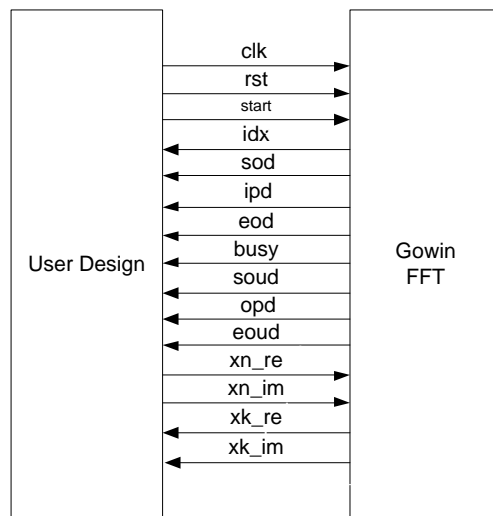 clk
rst
start
idx
sod
ipd
eod
busy
User Design
Gowin
FFT
soud
opd
eoud
xn_re
xn_im
xk_re
xk_im